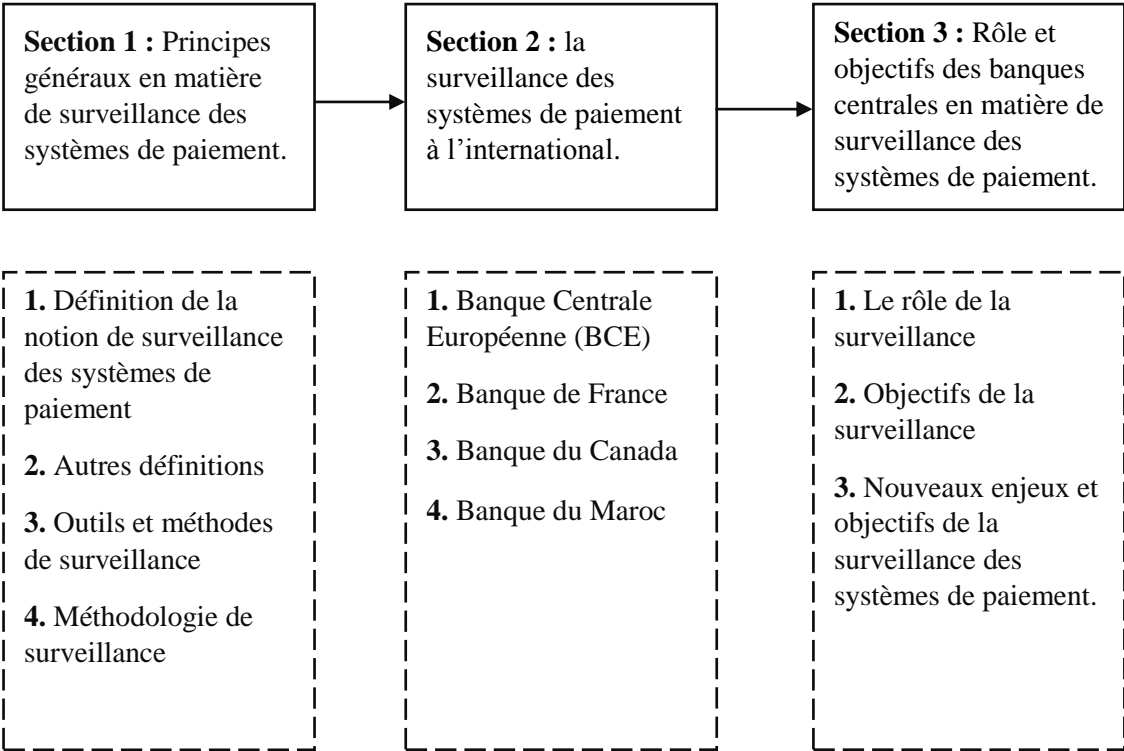 Section 1 : Principes
généraux en matière
de surveillance des
systèmes de paiement.
Section 2 : la
surveillance des
systèmes de paiement
à l’international.
Section 3 : Rôle et
objectifs des banques
centrales en matière de
surveillance des
systèmes de paiement.
1. Définition de la
notion de surveillance
des systèmes de
paiement
2. Autres définitions
3. Outils et méthodes
de surveillance
4. Méthodologie de
surveillance
1. Banque Centrale
Européenne (BCE)
2. Banque de France
3. Banque du Canada
4. Banque du Maroc
1. Le rôle de la
surveillance
2. Objectifs de la
surveillance
3. Nouveaux enjeux et
objectifs de la
surveillance des
systèmes de paiement.